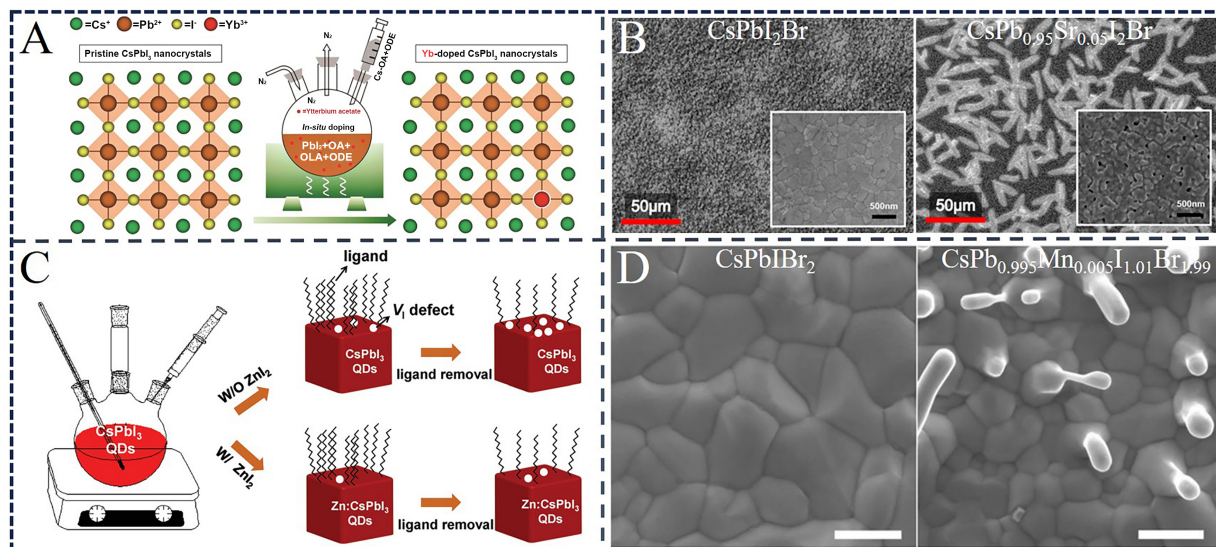 A
=Cs⁺ =Pb²⁺ =I⁻ =Yb³⁺
Pristine CsPbI₃ nanocrystals
N₂
N₂
N₂
Cs-OA+ODE
=Ytterbium acetate
In-situ doping
PbI₂+OA+
OLA+ODE
Yb-doped CsPbI₃ nanocrystals
B
CsPbI₂Br
50μm
500nm
CsPb₀.₉₅Sr₀.₀₅I₂Br
50μm
500nm
C
CsPbI₃
QDs
W/O ZnI₂
W/ ZnI₂
ligand
V₁ defect
CsPbI₃
QDs
ligand removal
CsPbI₃
QDs
Zn:CsPbI₃
QDs
ligand removal
Zn:CsPbI₃
QDs
D
CsPbIBr₂
CsPb₀.₉₉₅Mn₀.₀₀₅I₁.₀₁Br₁.₉₉